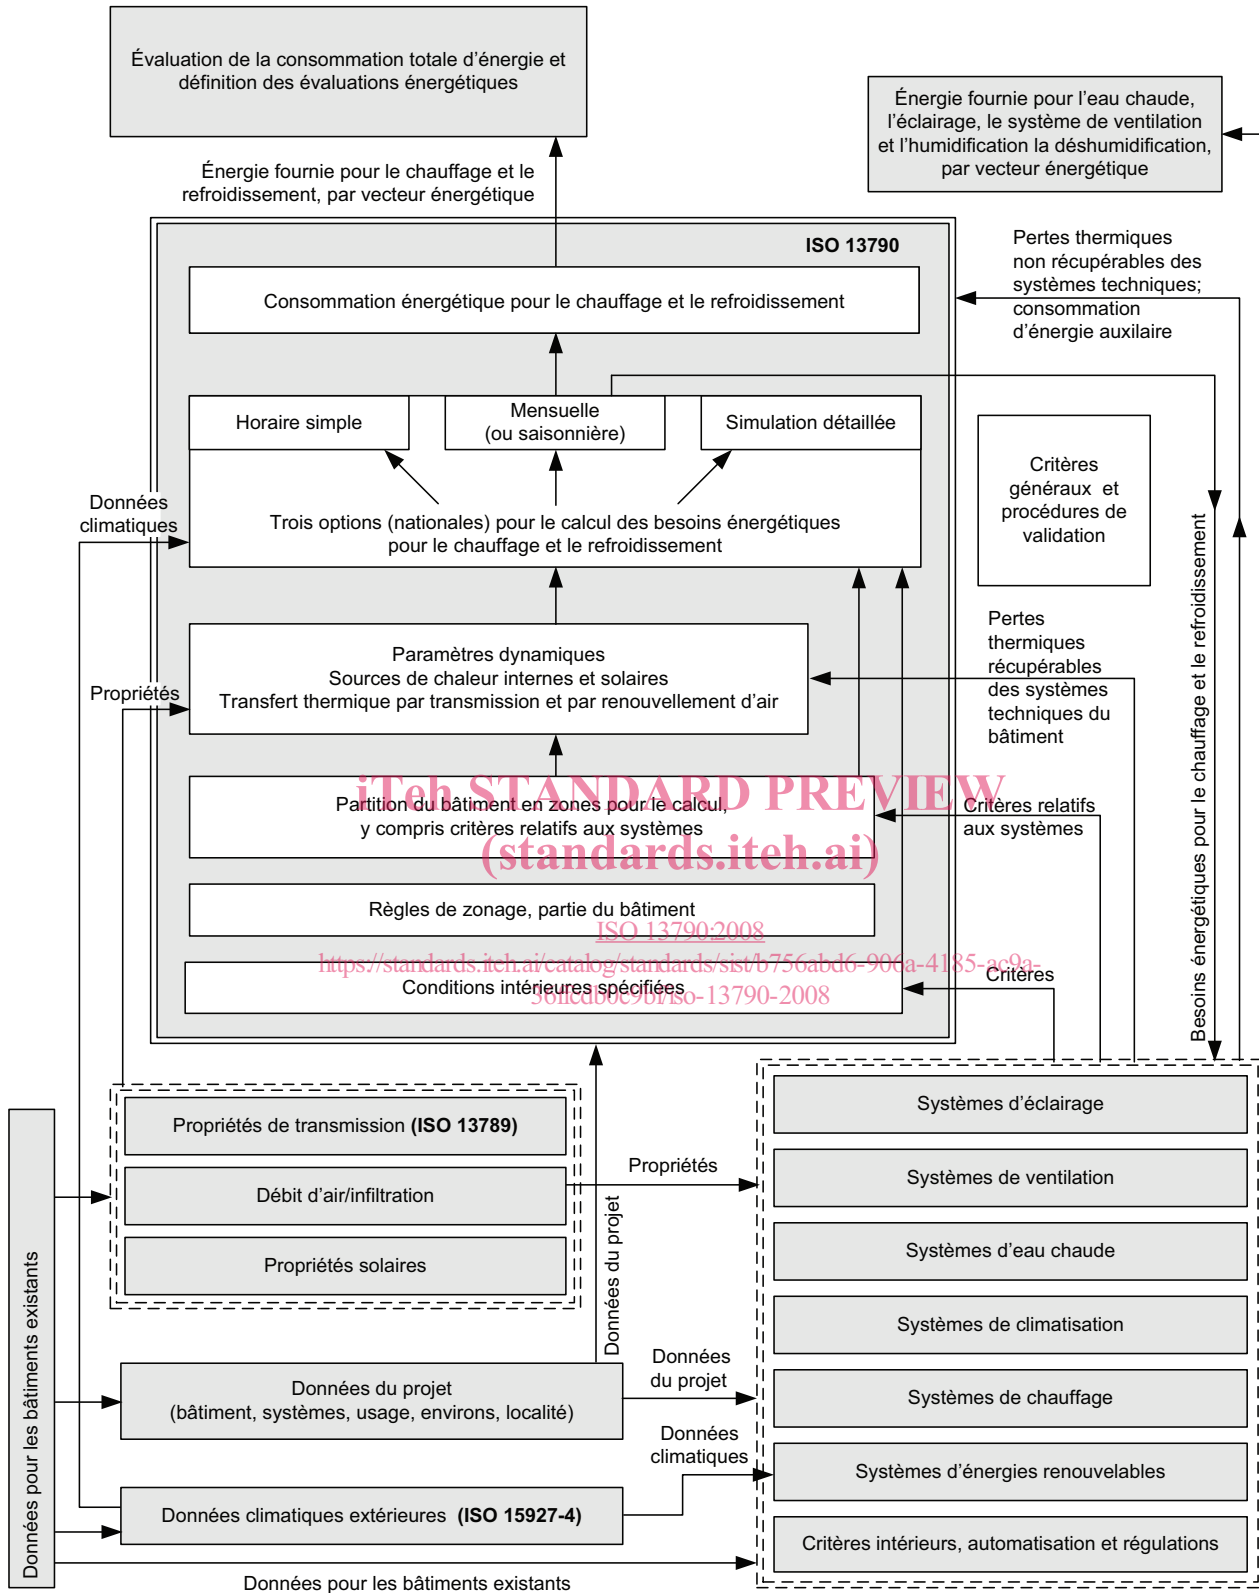 Évaluation de la consommation totale d'énergie et
définition des évaluations énergétiques
Énergie fournie pour l'eau chaude,
l'éclairage, le système de ventilation
et l'humidification la déshumidification,
par vecteur énergétique
Énergie fournie pour le chauffage et le
refroidissement, par vecteur énergétique
ISO 13790
Pertes thermiques
non récupérables des
systèmes techniques;
consommation
d'énergie auxilaire
Consommation énergétique pour le chauffage et le refroidissement
Horaire simple
Mensuelle
(ou saisonnière)
Simulation détaillée
Critères
généraux et
procédures de
validation
Données
climatiques
Trois options (nationales) pour le calcul des besoins énergétiques
pour le chauffage et le refroidissement
Besoins énergétiques pour le chauffage et le refroidissement
Pertes
thermiques
récupérables
des systèmes
techniques du
bâtiment
Propriétés
Paramètres dynamiques
Sources de chaleur internes et solaires
Transfert thermique par transmission et par renouvellement d'air
iTeh STANDARD PREVIEW
(standards.iteh.ai)
Partition du bâtiment en zones pour le calcul,
y compris critères relatifs aux systèmes
Critères relatifs
aux systèmes
Règles de zonage, partie du bâtiment
ISO 13790:2008
https://standards.iteh.ai/catalog/standards/sist/b756abd6-906a-4185-ac9a-
Conditions intérieures spécifiées
Critères
Propriétés de transmission (ISO 13789)
Débit d'air/infiltration
Propriétés solaires
Propriétés
Données du projet
Systèmes d'éclairage
Systèmes de ventilation
Systèmes d'eau chaude
Systèmes de climatisation
Systèmes de chauffage
Systèmes d'énergies renouvelables
Critères intérieurs, automatisation et régulations
Données pour les bâtiments existants
Données du projet
(bâtiment, systèmes, usage, environs, localité)
Données
du projet
Données
climatiques
Données climatiques extérieures (ISO 15927-4)
Données pour les bâtiments existants